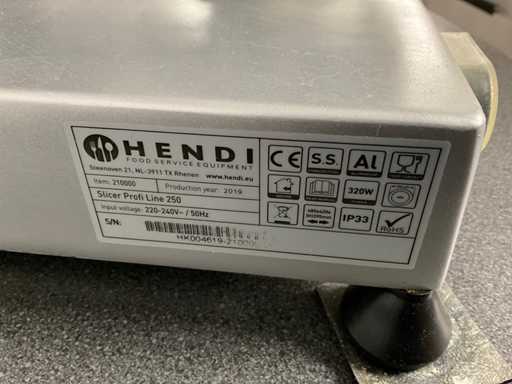 HENDI
FOOD SERVICE EQUIPMENT
Steenoven 21, NL-3911 TX Rhenen www.hendi.eu
Item: 210000 Production year: 2019
Slicer Profi Line 250
Input voltage: 220-240V~ / 50Hz
S/N:
HK004619-21000
CE S.S. Al
320W
IP33 RoHS